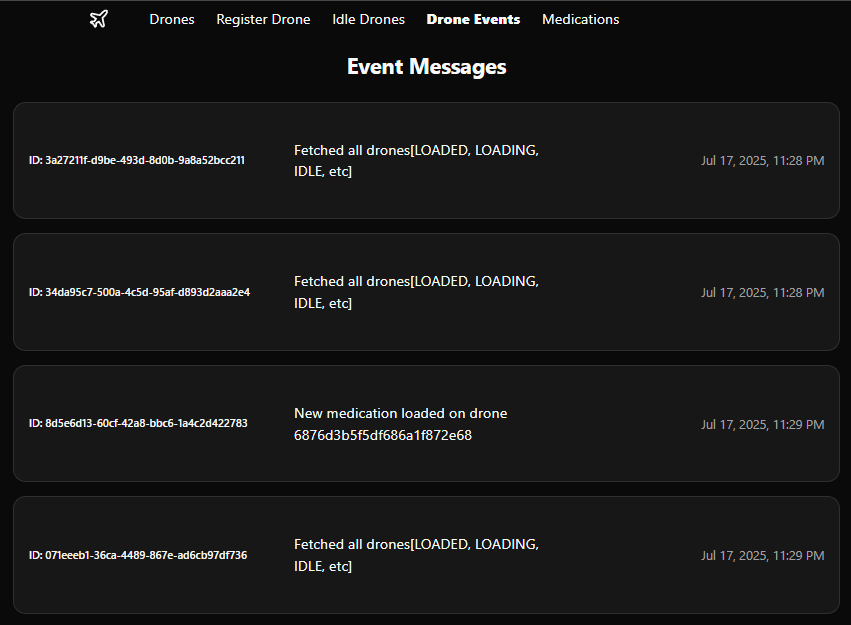 Drones Register Drone Idle Drones Drone Events Medications
Event Messages
ID: 3a27211f-d9be-493d-8d0b-9a8a52bcc211
Fetched all drones[LOADED, LOADING,
IDLE, etc]
Jul 17, 2025, 11:28 PM
ID: 34da95c7-500a-4c5d-95af-d893d2aaa2e4
Fetched all drones[LOADED, LOADING,
IDLE, etc]
Jul 17, 2025, 11:28 PM
ID: 8d5e6d13-60cf-42a8-bbc6-1a4c2d422783
New medication loaded on drone
6876d3b5f5df686a1f872e68
Jul 17, 2025, 11:29 PM
ID: 071eeeb1-36ca-4489-867e-ad6cb97df736
Fetched all drones[LOADED, LOADING,
IDLE, etc]
Jul 17, 2025, 11:29 PM